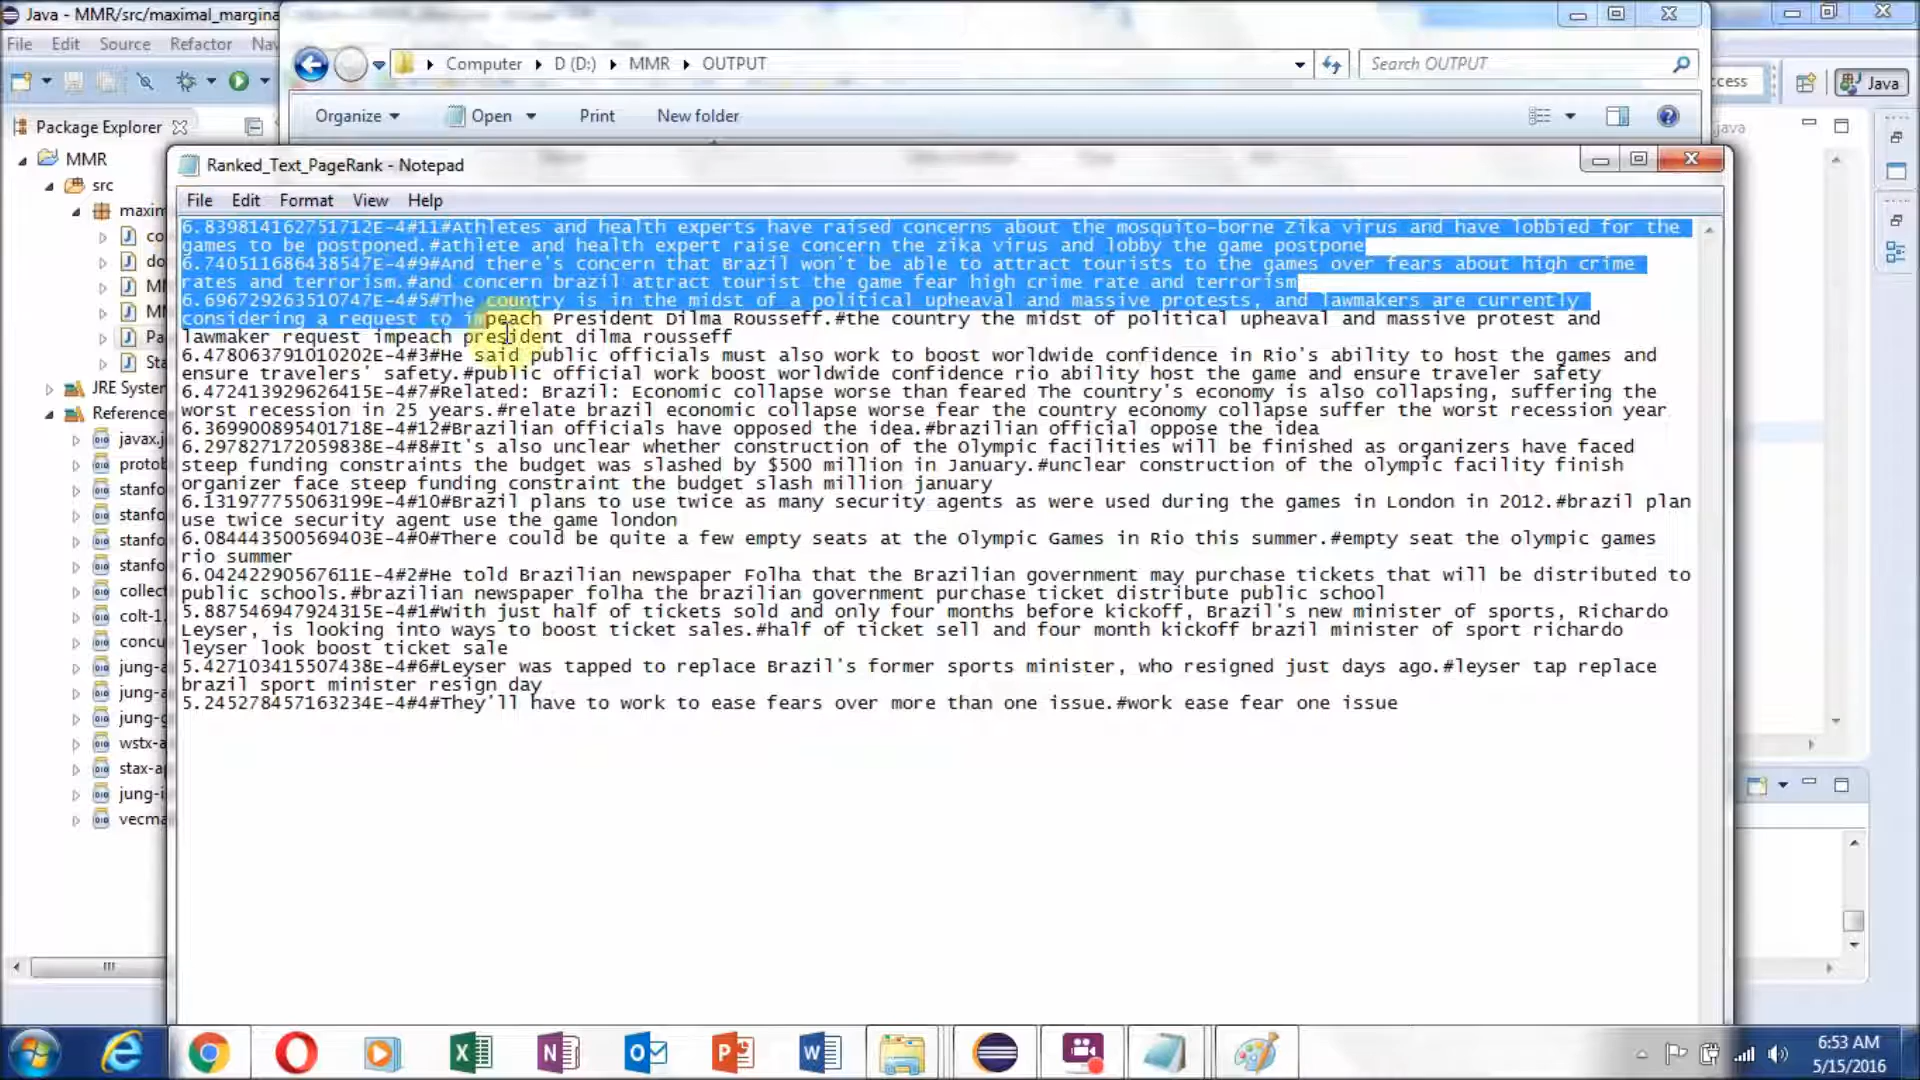 Java - MMR/src/maximal_margina
File Edit Source Refactor Nav
Computer D (D:) MMR OUTPUT
Search OUTPUT
ccess
Java
Organize Open Print New folder
Package Explorer
java
MMR
src
maxim
co
do
MM
M
Pa
Sta
JRE System
Reference
javax.j
protob
stanfo
stanfo
stanfo
stanfo
collect
colt-1.
concu
jung-a
jung-a
jung-g
wstx-a
stax-ap
jung-i
vecma
Ranked_Text_PageRank - Notepad
File Edit Format View Help
6.839814162751712E-4#11#Athletes and health experts have raised concerns about the mosquito-borne Zika virus and have lobbied for the
games to be postponed.#athlete and health expert raise concern the zika virus and lobby the game postpone
6.740511686438547E-4#9#And there's concern that Brazil won't be able to attract tourists to the games over fears about high crime
rates and terrorism.#and concern brazil attract tourist the game fear high crime rate and terrorism
6.696729263510747E-4#5#The country is in the midst of a political upheaval and massive protests, and lawmakers are currently
considering a request to impeach President Dilma Rousseff.#the country the midst of political upheaval and massive protest and
lawmaker request impeach president dilma rousseff
6.478063791010202E-4#3#He said public officials must also work to boost worldwide confidence in Rio's ability to host the games and
ensure travelers' safety.#public official work boost worldwide confidence rio ability host the game and ensure traveler safety
6.472413929626415E-4#7#Related: Brazil: Economic collapse worse than feared The country's economy is also collapsing, suffering the
worst recession in 25 years.#relate brazil economic collapse worse fear the country economy collapse suffer the worst recession year
6.369900895401718E-4#12#Brazilian officials have opposed the idea.#brazilian official oppose the idea
6.297827172059838E-4#8#It's also unclear whether construction of the Olympic facilities will be finished as organizers have faced
steep funding constraints the budget was slashed by $500 million in January.#unclear construction of the olympic facility finish
organizer face steep funding constraint the budget slash million january
6.131977755063199E-4#10#Brazil plans to use twice as many security agents as were used during the games in London in 2012.#brazil plan
use twice security agent use the game london
6.084443500569403E-4#0#There could be quite a few empty seats at the Olympic Games in Rio this summer.#empty seat the olympic games
rio summer
6.04242290567611E-4#2#He told Brazilian newspaper Folha that the Brazilian government may purchase tickets that will be distributed to
public schools.#brazilian newspaper folha the brazilian government purchase ticket distribute public school
5.887546947924315E-4#1#With just half of tickets sold and only four months before kickoff, Brazil's new minister of sports, Richardo
Leyser, is looking into ways to boost ticket sales.#half of ticket sell and four month kickoff brazil minister of sport richardo
leyser look boost ticket sale
5.427103415507438E-4#6#Leyser was tapped to replace Brazil's former sports minister, who resigned just days ago.#leyser tap replace
brazil sport minister resign day
5.245278457163234E-4#4#They'll have to work to ease fears over more than one issue.#work ease fear one issue
6:53 AM
5/15/2016